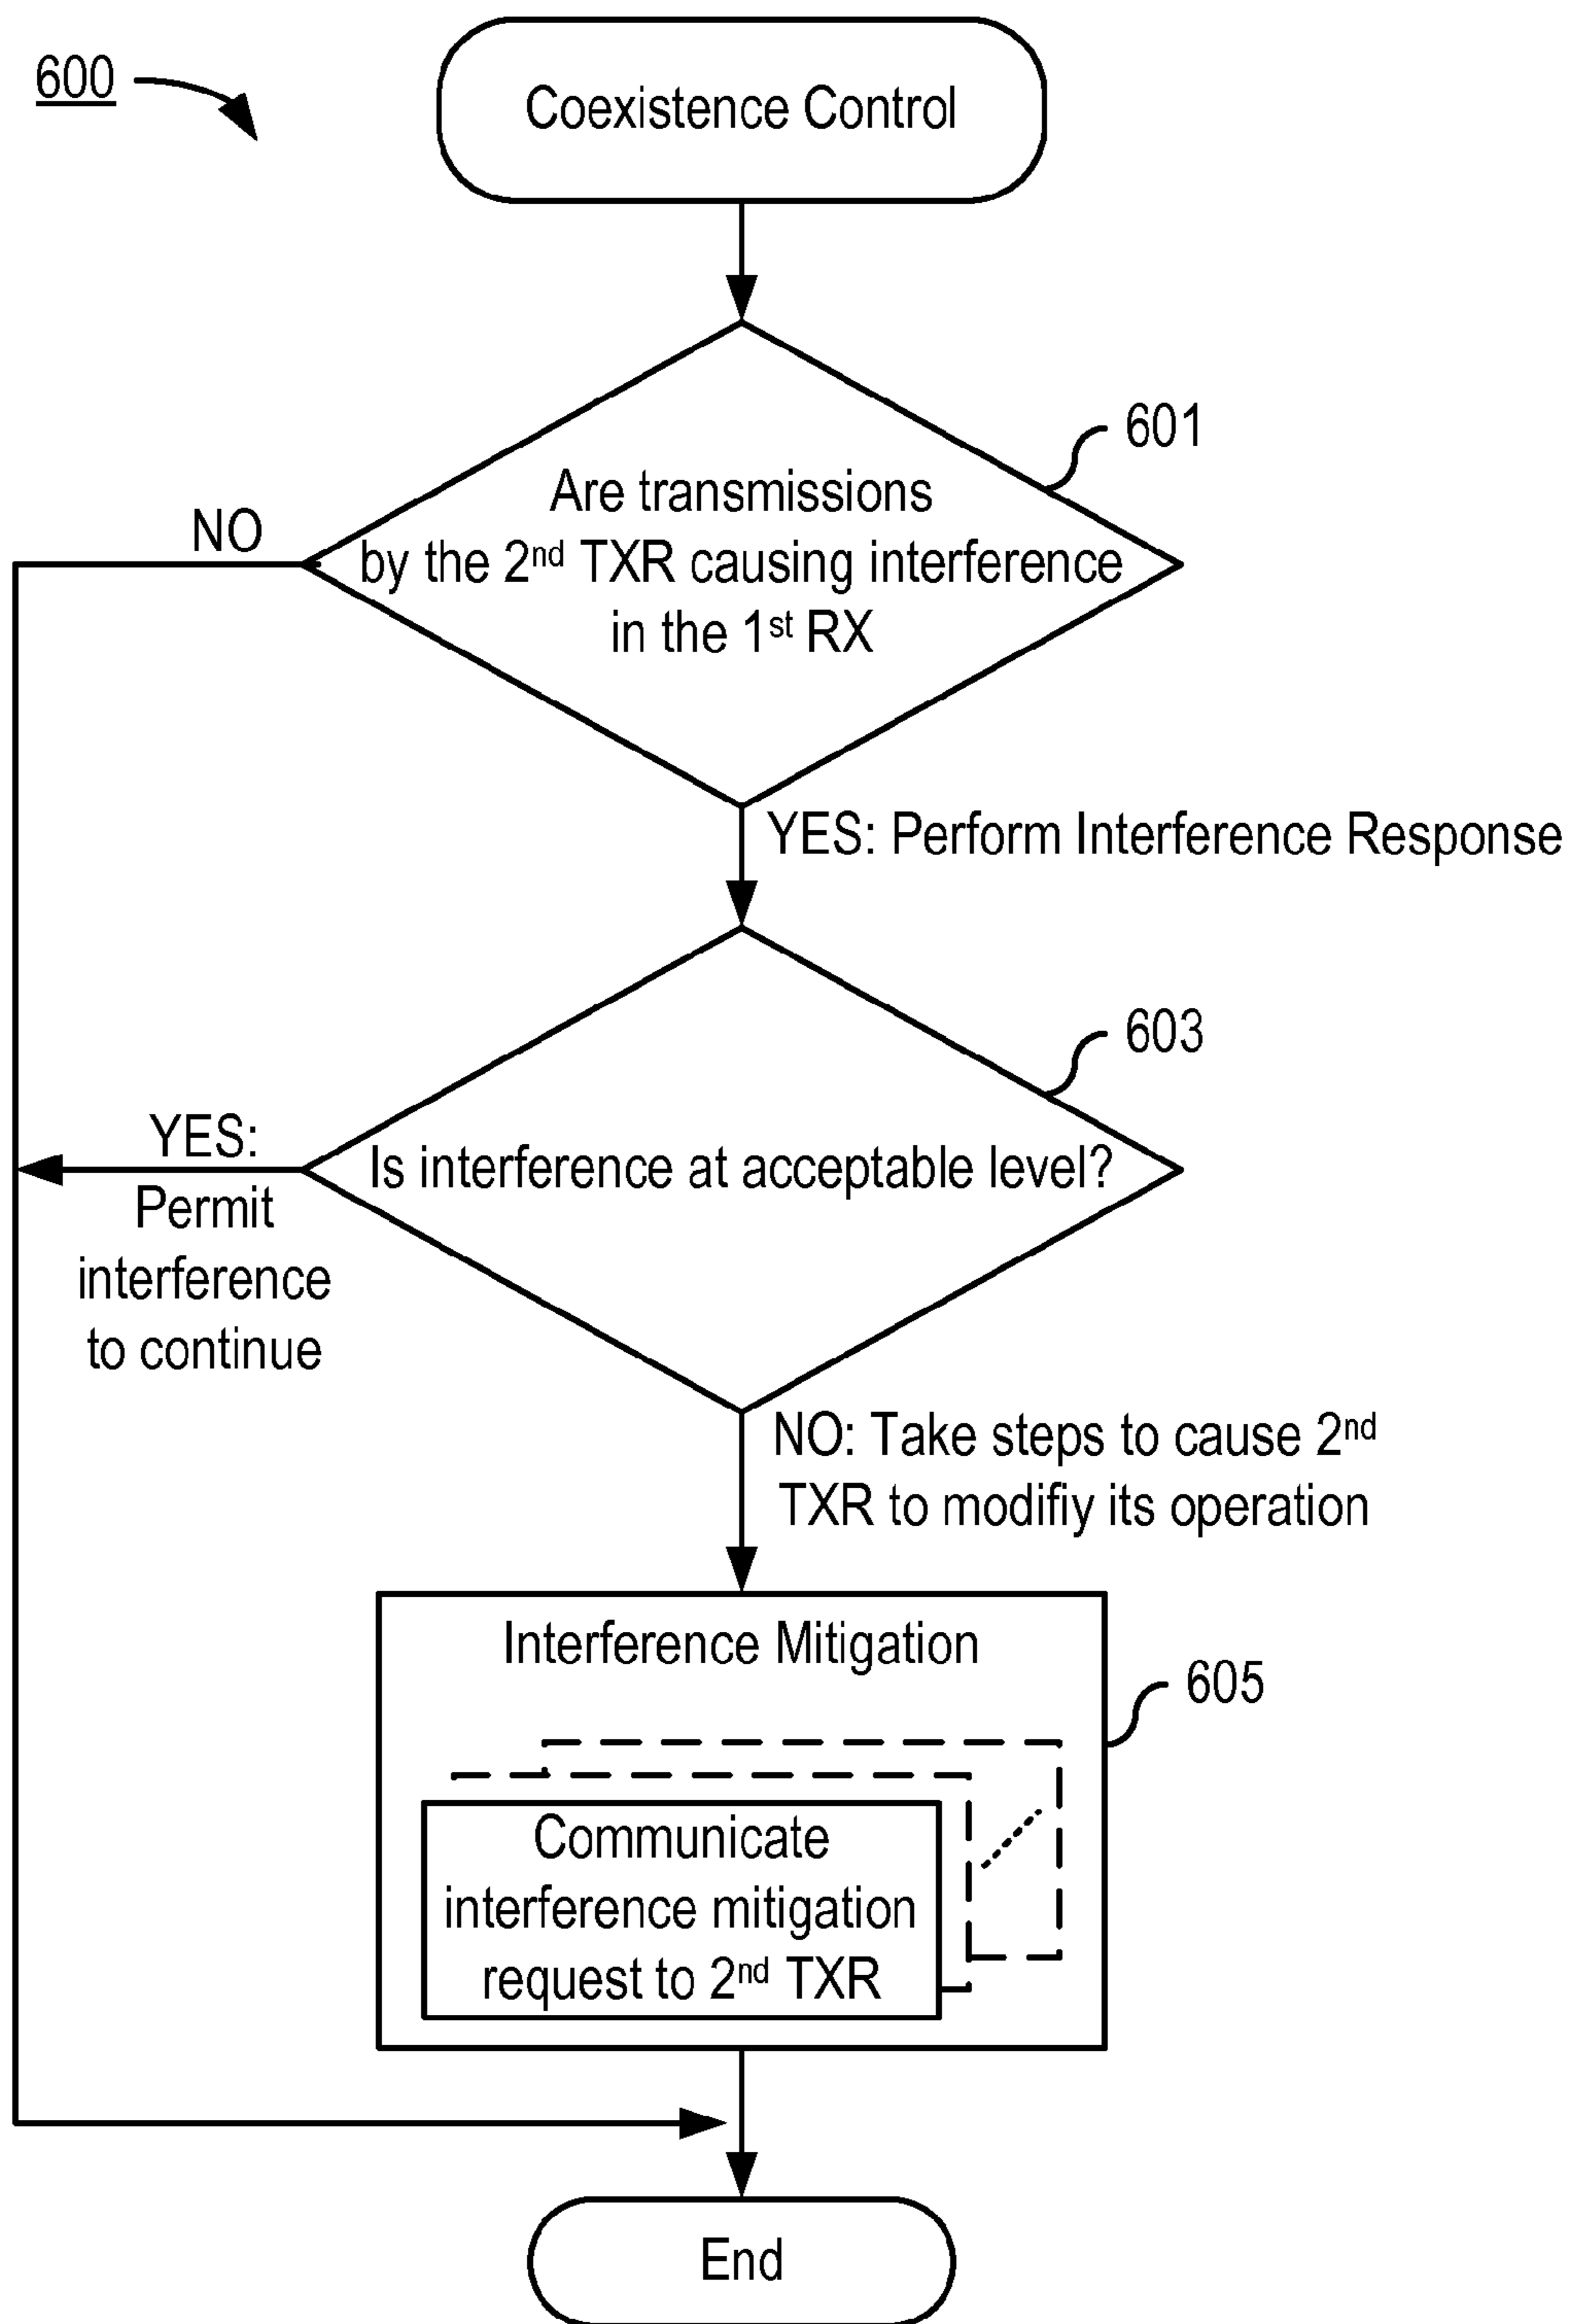 600
Coexistence Control
601
Are transmissions
by the 2nd TXR causing interference
in the 1st RX
NO
YES: Perform Interference Response
603
Is interference at acceptable level?
YES:
Permit
interference
to continue
NO: Take steps to cause 2nd
TXR to modifiy its operation
Interference Mitigation
605
Communicate
interference mitigation
request to 2nd TXR
End